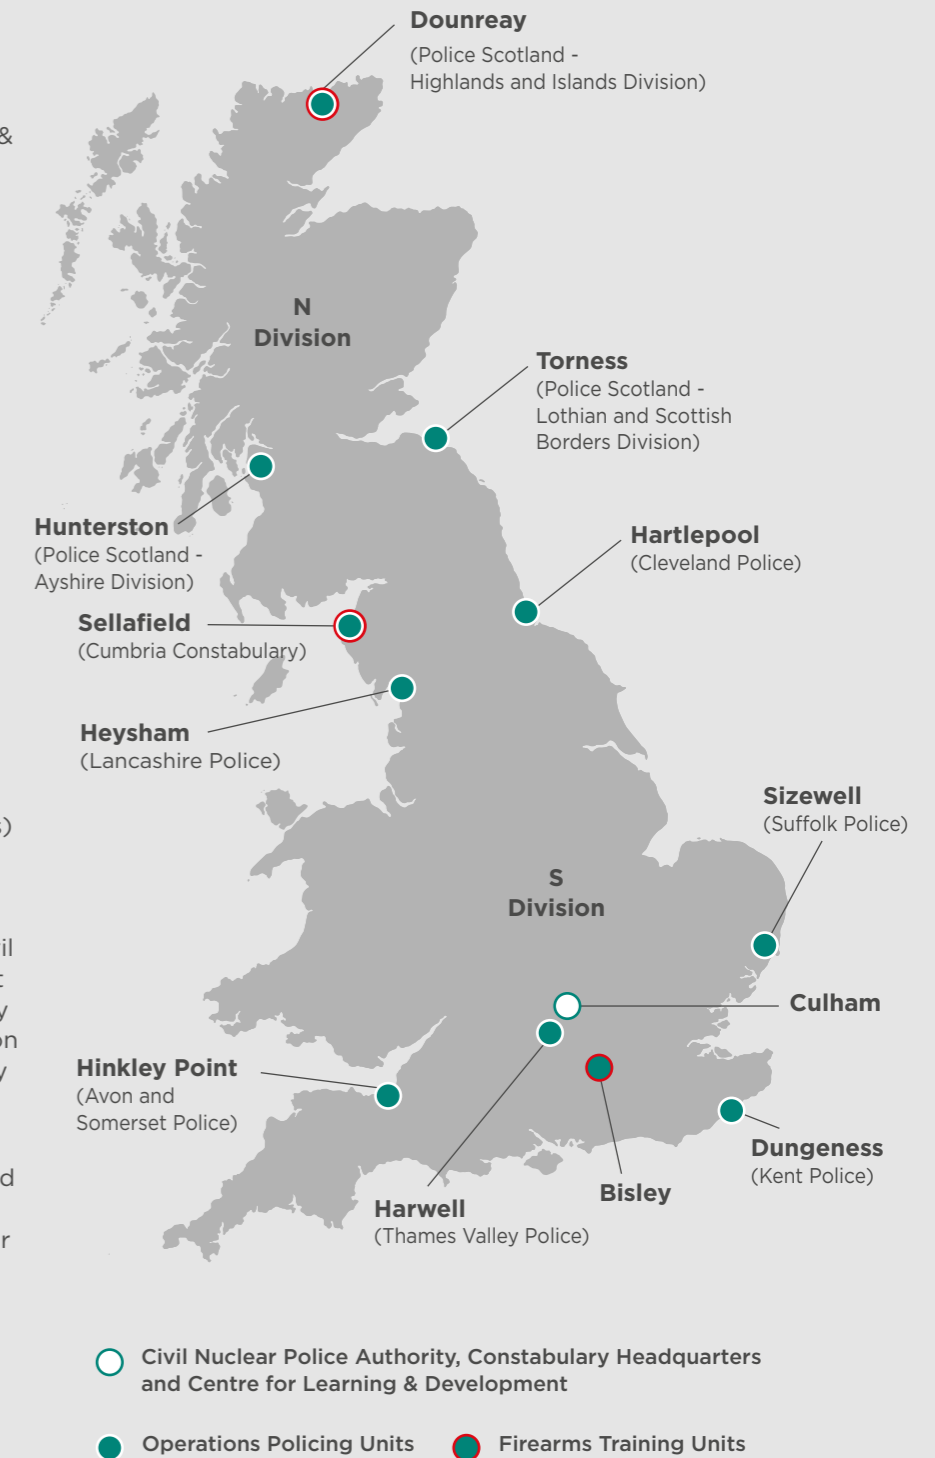 Dounreay
(Police Scotland -
Highlands and Islands Division)
&
N
Division
Torness
(Police Scotland -
Lothian and Scottish
Borders Division)
Hunterston
(Police Scotland -
Ayshire Division)
Hartlepool
(Cleveland Police)
Sellafield
(Cumbria Constabulary)
Heysham
(Lancashire Police)
Sizewell
(Suffolk Police)
)
S
Division
il
y
on
y
Culham
Hinkley Point
(Avon and
Somerset Police)
Dungeness
(Kent Police)
d
Bisley
Harwell
(Thames Valley Police)
r
Civil Nuclear Police Authority, Constabulary Headquarters
and Centre for Learning & Development
Operations Policing Units
Firearms Training Units